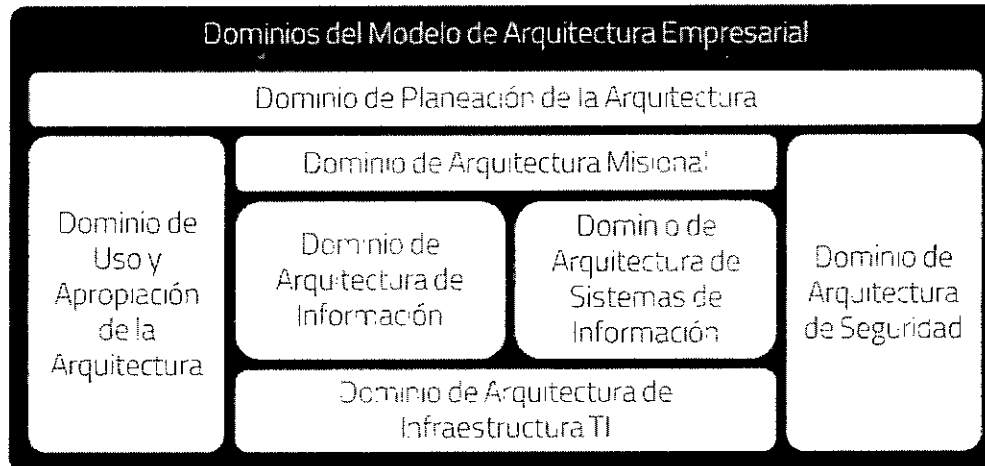 Dominios del Modelo de Arquitectura Empresarial
Dominio de Planeación de la Arquitectura
Dominio de
Uso y
Apropiación
de la
Arquitectura
Dominio de Arquitectura Misional
Dominio de
Arquitectura de
Información
Dominio de
Arquitectura de
Sistemas de
Información
Dominio de Arquitectura de
Infraestructura TI
Dominio de
Arquitectura
de Seguridad